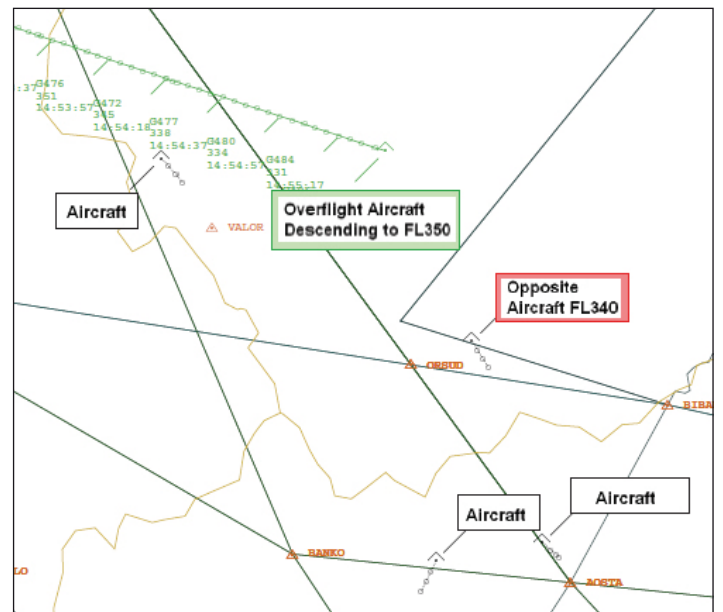 :37
G476
351
14:53:57
G472
345
14:54:18
G477
338
14:54:37
G480
334
14:54:57
G484
331
14:55:17
Aircraft
VALOR
Overflight Aircraft
Descending to FL350
Opposite
Aircraft FL340
ORSUD
BIBA
Aircraft
Aircraft
BANKO
LO
AOSTA